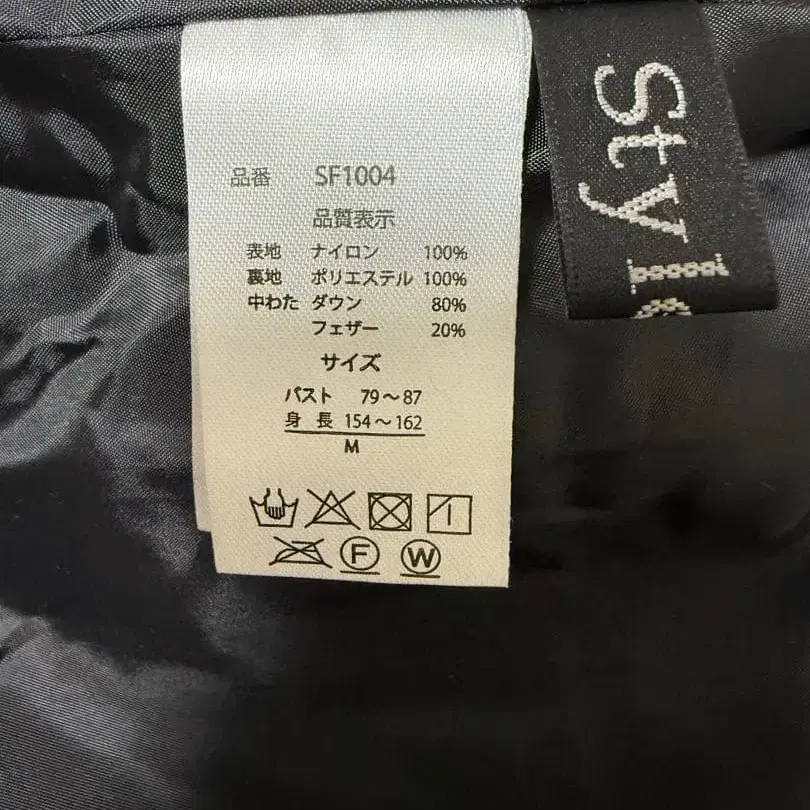 品番 SF1004
品質表示
表地 ナイロン 100%
裏地 ポリエステル 100%
中わた ダウン 80%
フェザー 20%
サイズ
バスト 79～87
身 長 154～162
M
F W
Styl